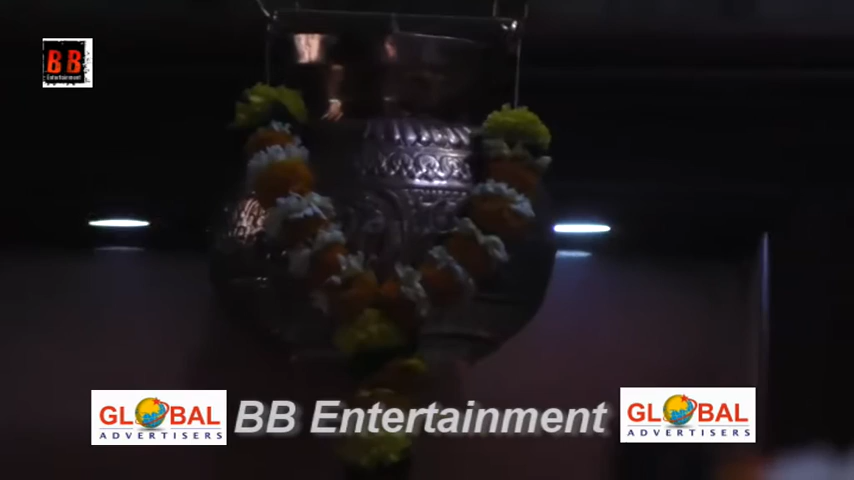 BB
Entertainment
GLOBAL
ADVERTISERS
BB Entertainment
GLOBAL
ADVERTISERS